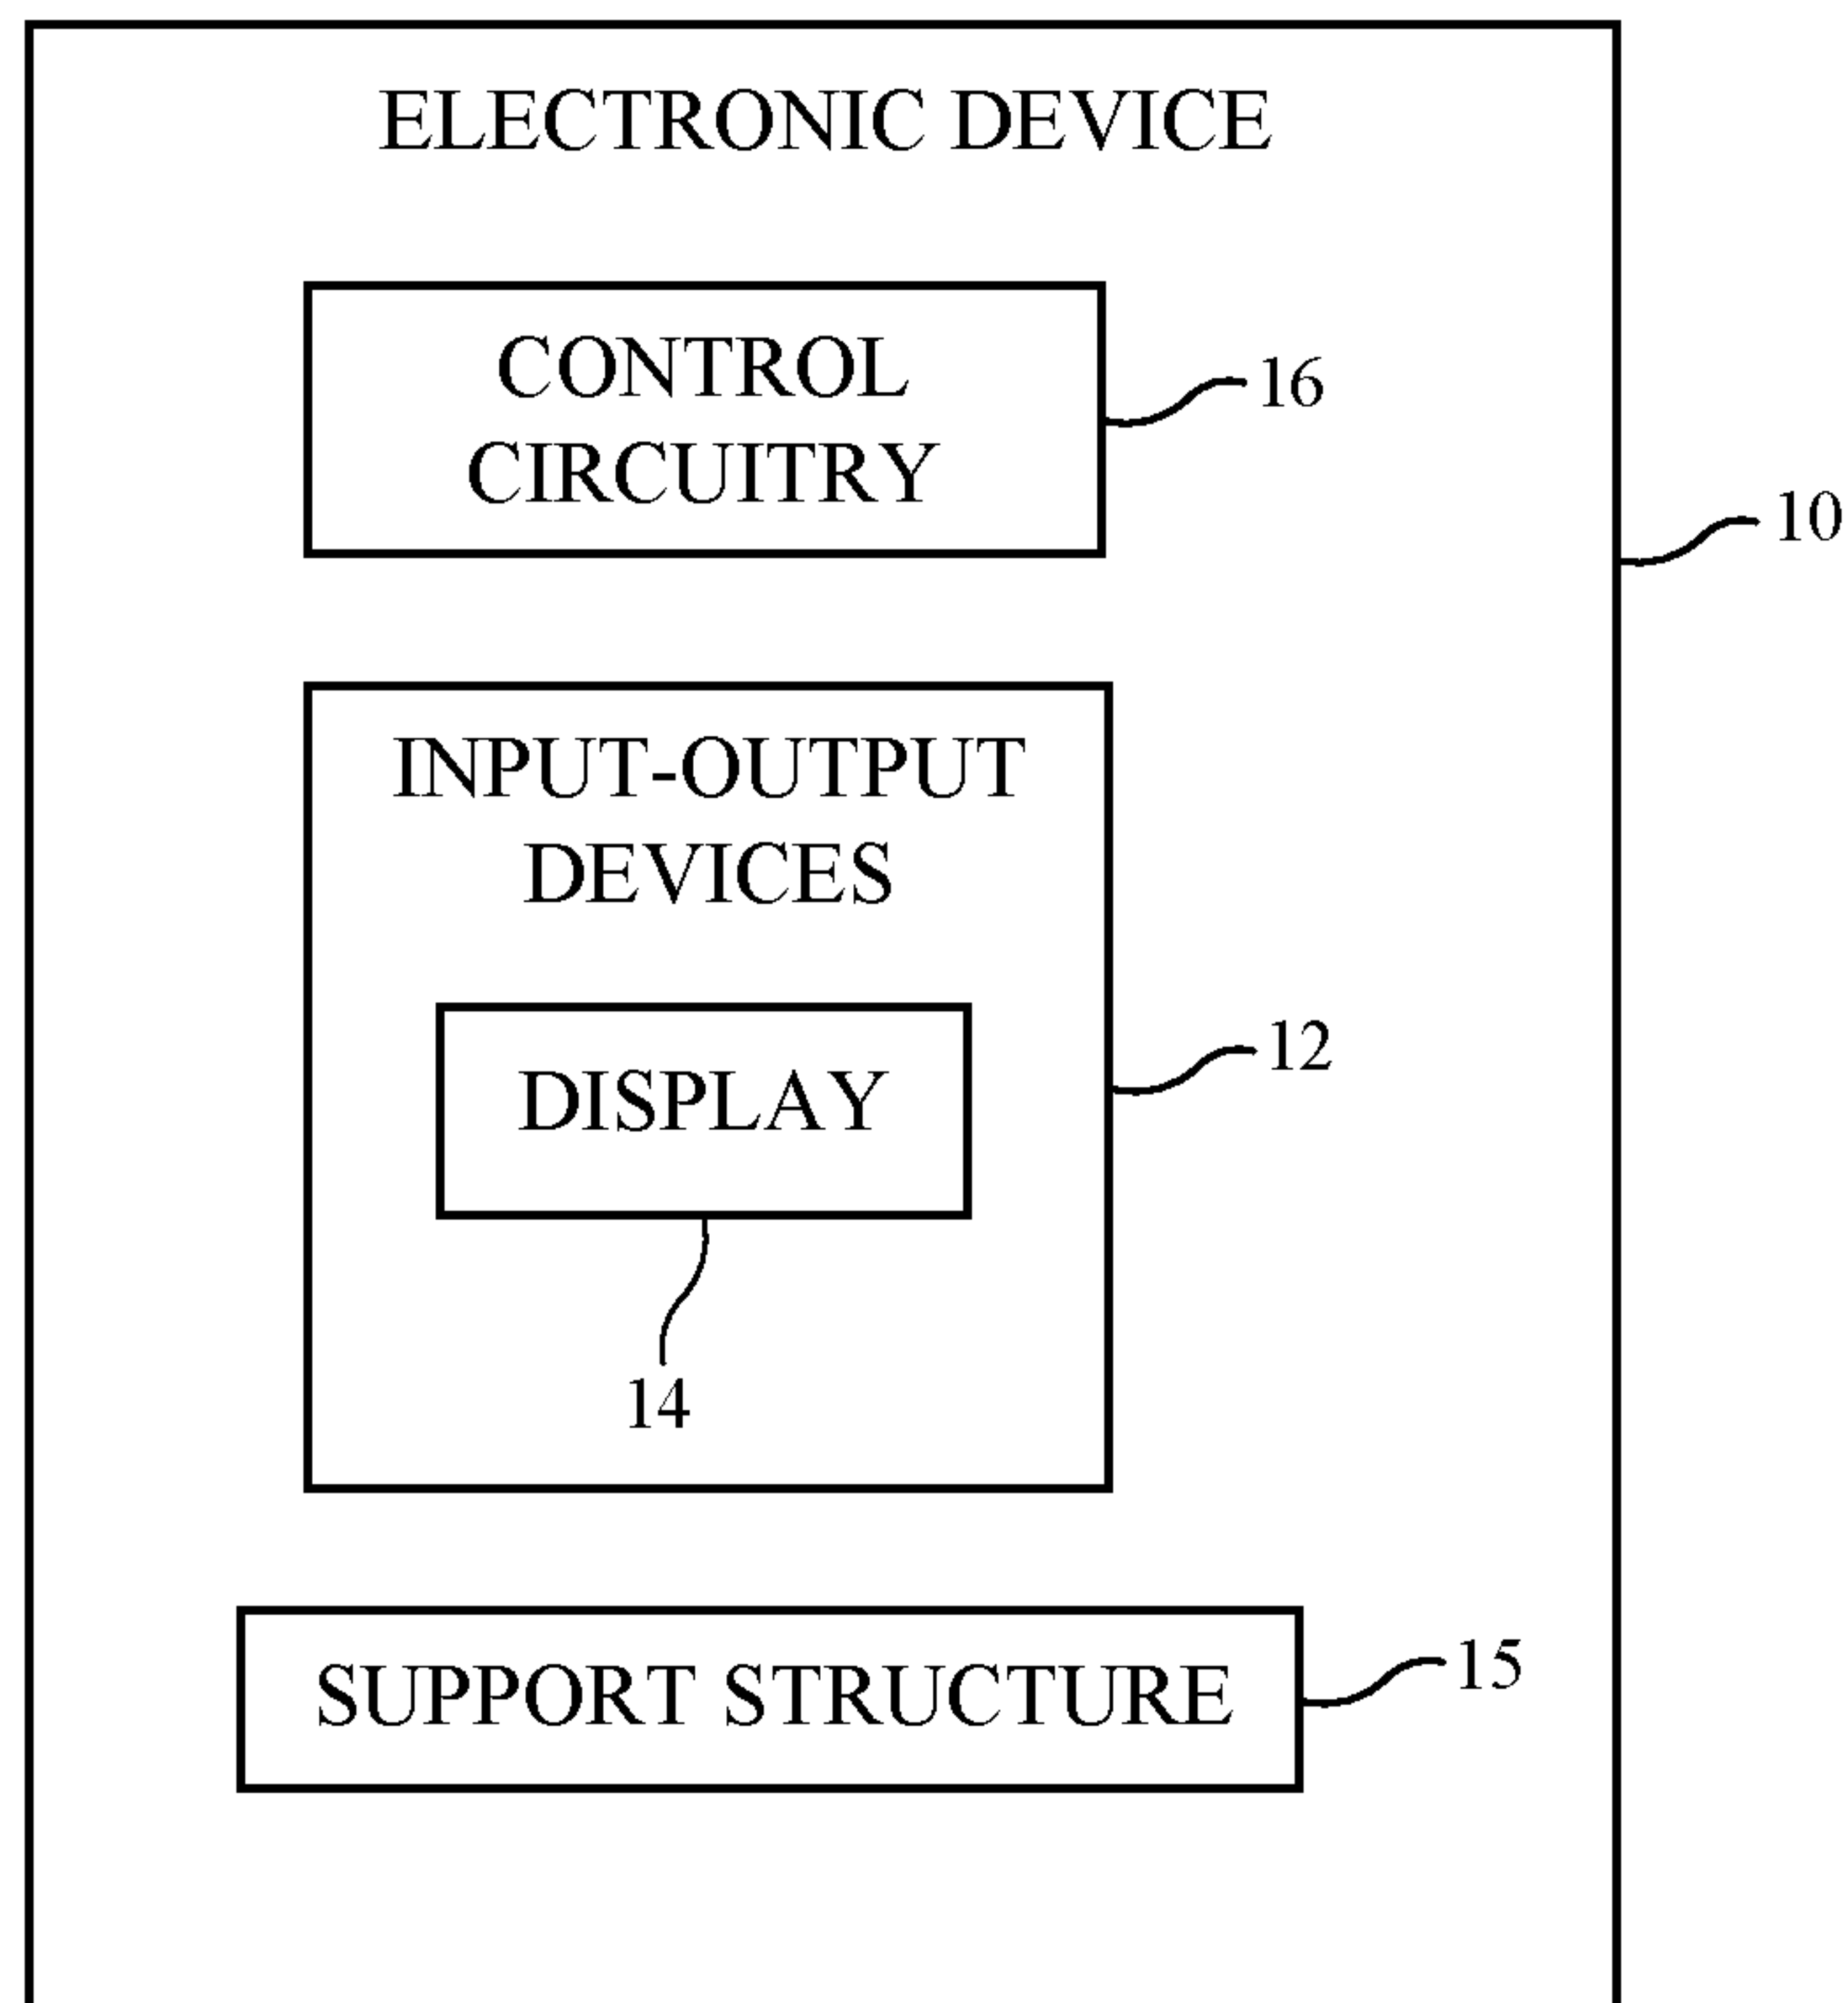 ELECTRONIC DEVICE
CONTROL
CIRCUITRY
16
10
INPUT-OUTPUT
DEVICES
12
DISPLAY
14
SUPPORT STRUCTURE
15